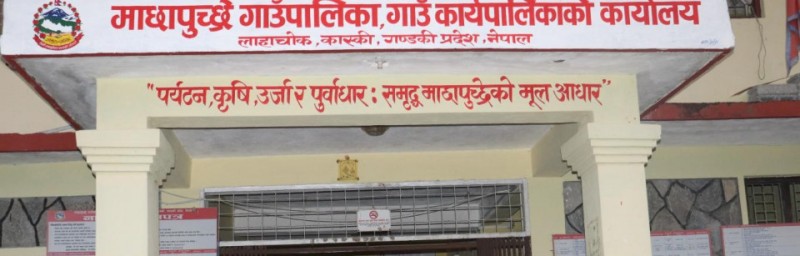 माछापुच्छ्रे गाउँपालिका, गाउँ कार्यपालिकाको कार्यालय
लाहाचोक, कास्की, गण्डकी प्रदेश, नेपाल
"पर्यटन, कृषि, उर्जा र पुर्वाधार : समृद्ध माछापुच्छ्रेको मूल आधार"